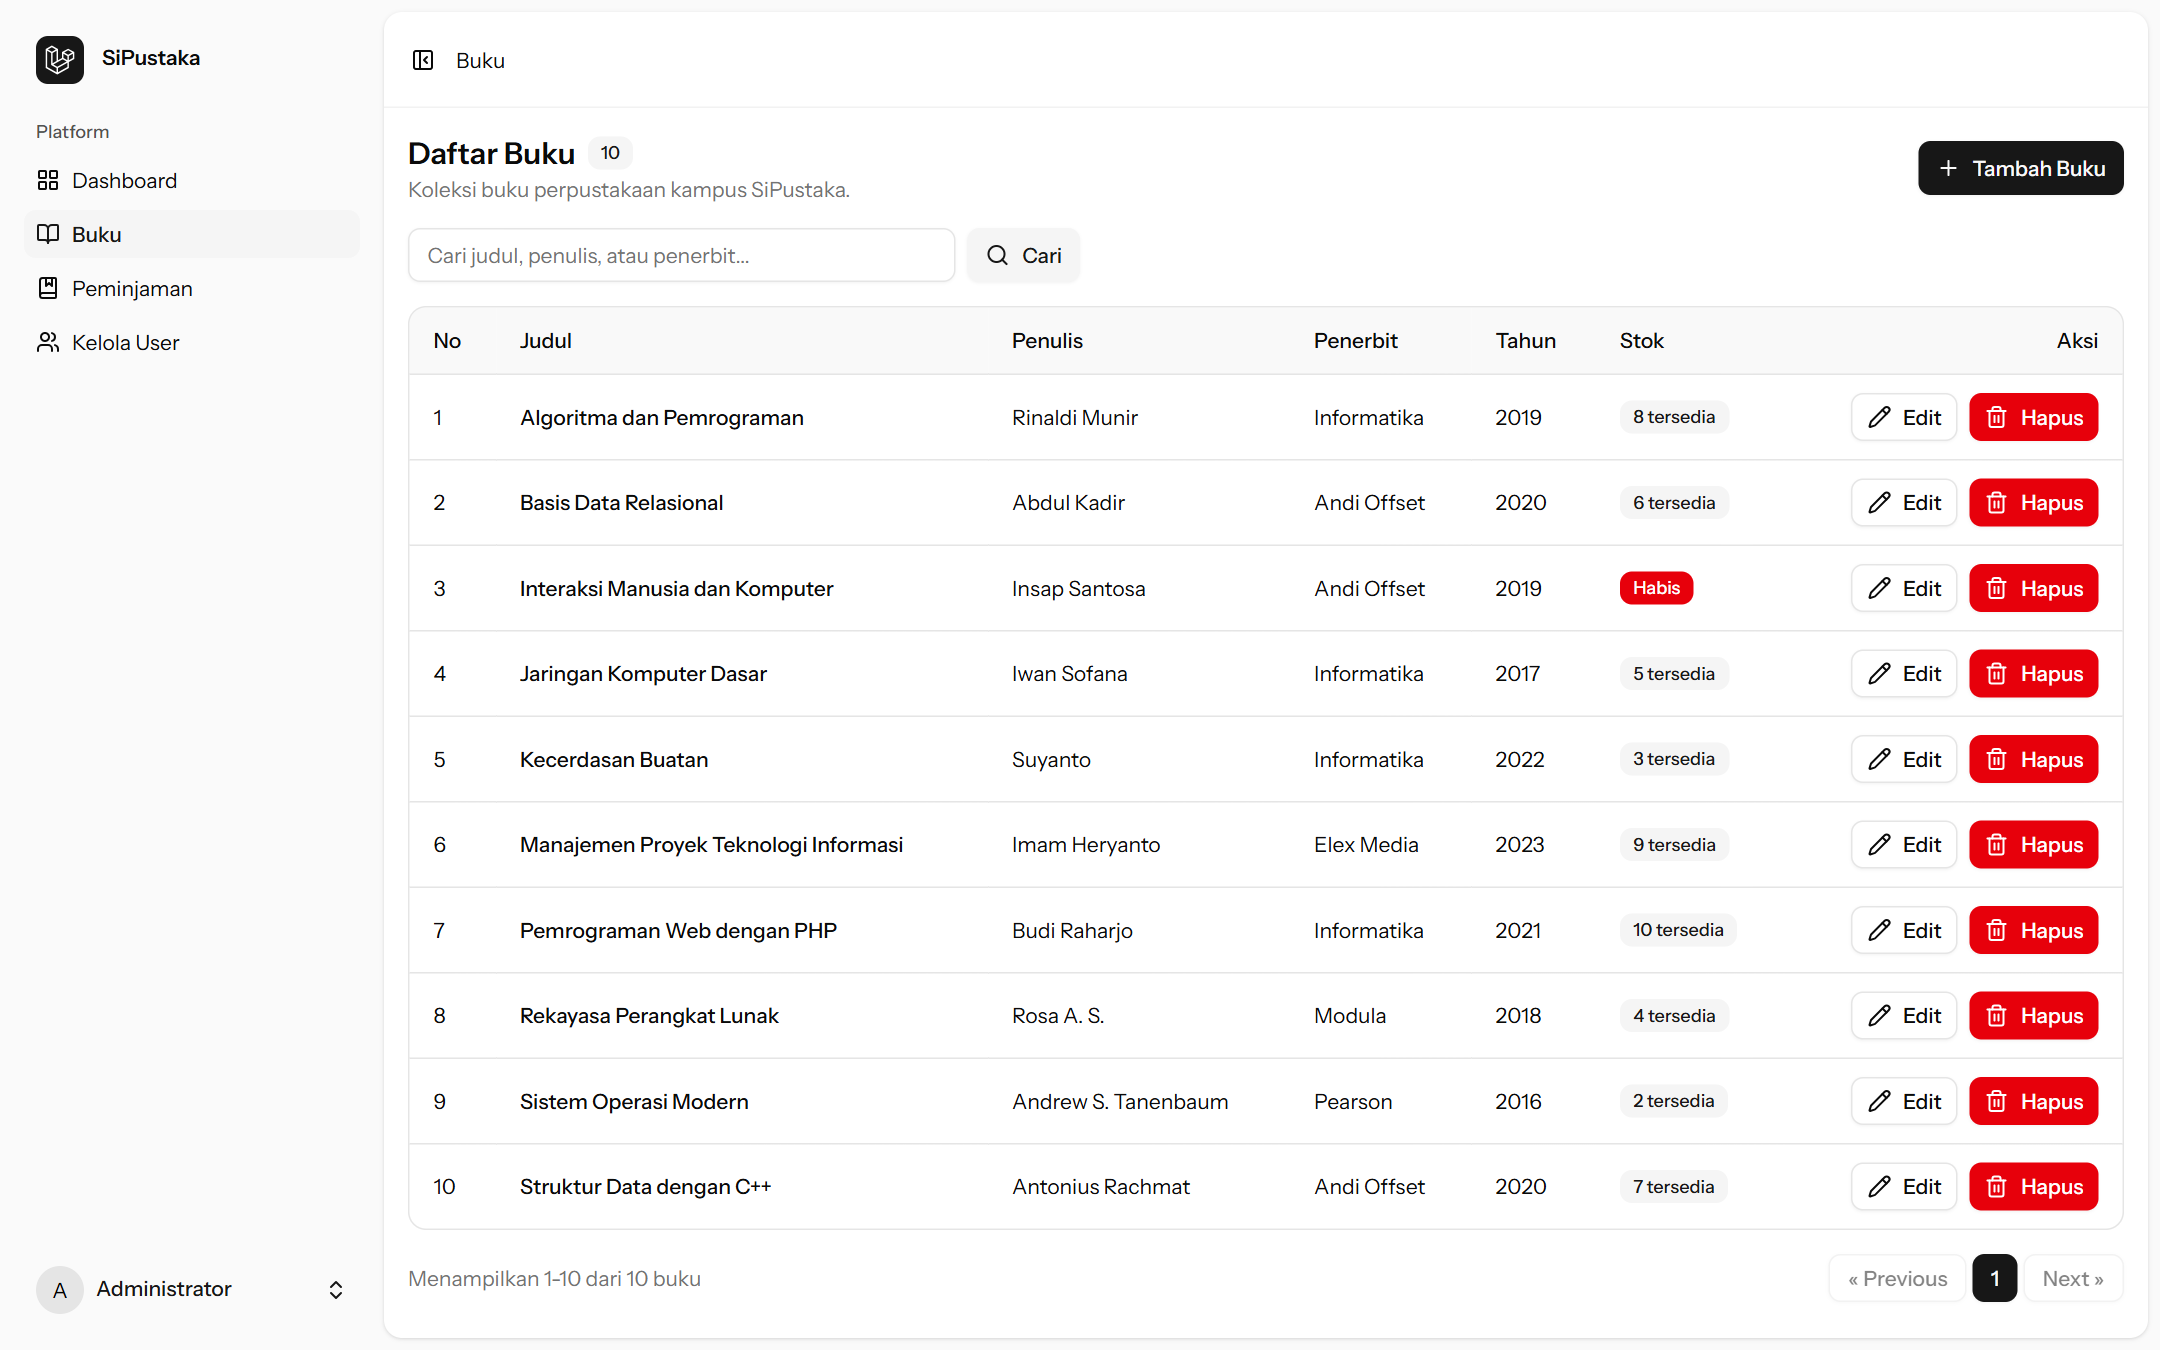 SiPustaka
Platform
Dashboard
Buku
Peminjaman
Kelola User
A Administrator
Buku
Daftar Buku 10
Koleksi buku perpustakaan kampus SiPustaka.
+ Tambah Buku
Cari judul, penulis, atau penerbit...
Cari
No Judul Penulis Penerbit Tahun Stok Aksi
1 Algoritma dan Pemrograman Rinaldi Munir Informatika 2019 8 tersedia Edit Hapus
2 Basis Data Relasional Abdul Kadir Andi Offset 2020 6 tersedia Edit Hapus
3 Interaksi Manusia dan Komputer Insap Santosa Andi Offset 2019 Habis Edit Hapus
4 Jaringan Komputer Dasar Iwan Sofana Informatika 2017 5 tersedia Edit Hapus
5 Kecerdasan Buatan Suyanto Informatika 2022 3 tersedia Edit Hapus
6 Manajemen Proyek Teknologi Informasi Imam Heryanto Elex Media 2023 9 tersedia Edit Hapus
7 Pemrograman Web dengan PHP Budi Raharjo Informatika 2021 10 tersedia Edit Hapus
8 Rekayasa Perangkat Lunak Rosa A. S. Modula 2018 4 tersedia Edit Hapus
9 Sistem Operasi Modern Andrew S. Tanenbaum Pearson 2016 2 tersedia Edit Hapus
10 Struktur Data dengan C++ Antonius Rachmat Andi Offset 2020 7 tersedia Edit Hapus
Menampilkan 1-10 dari 10 buku
« Previous 1 Next »